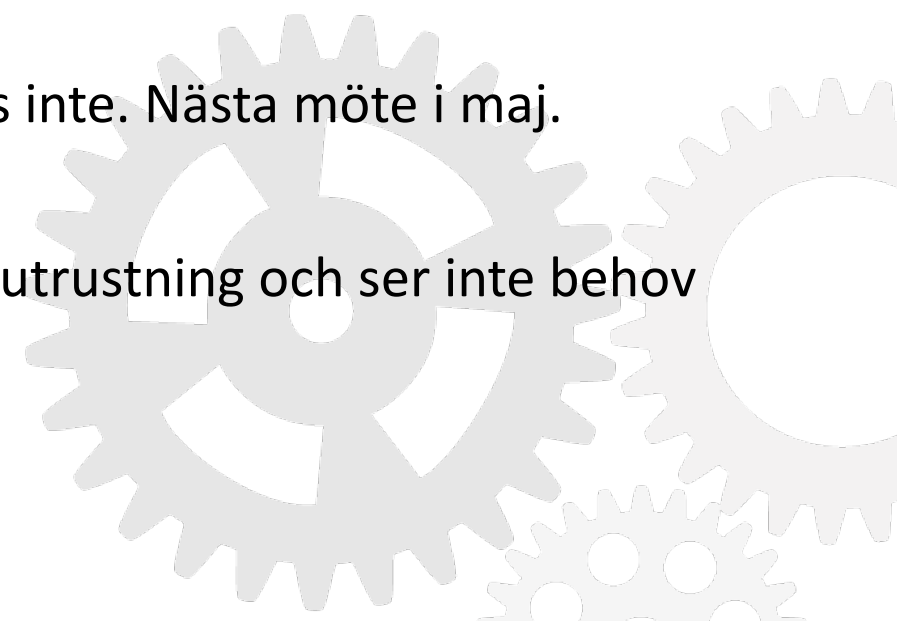 s inte. Nästa möte i maj.
utrustning och ser inte behov